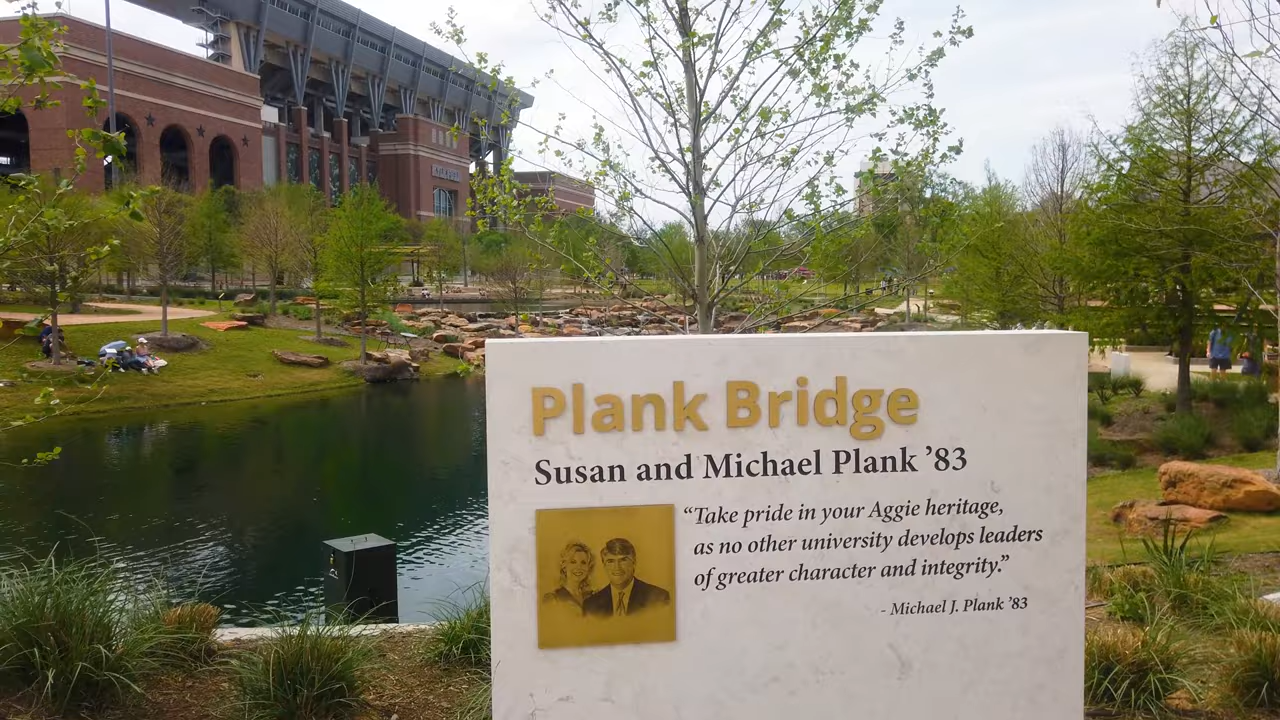 Plank Bridge
Susan and Michael Plank ’83
“Take pride in your Aggie heritage,
as no other university develops leaders
of greater character and integrity.”
- Michael J. Plank ’83